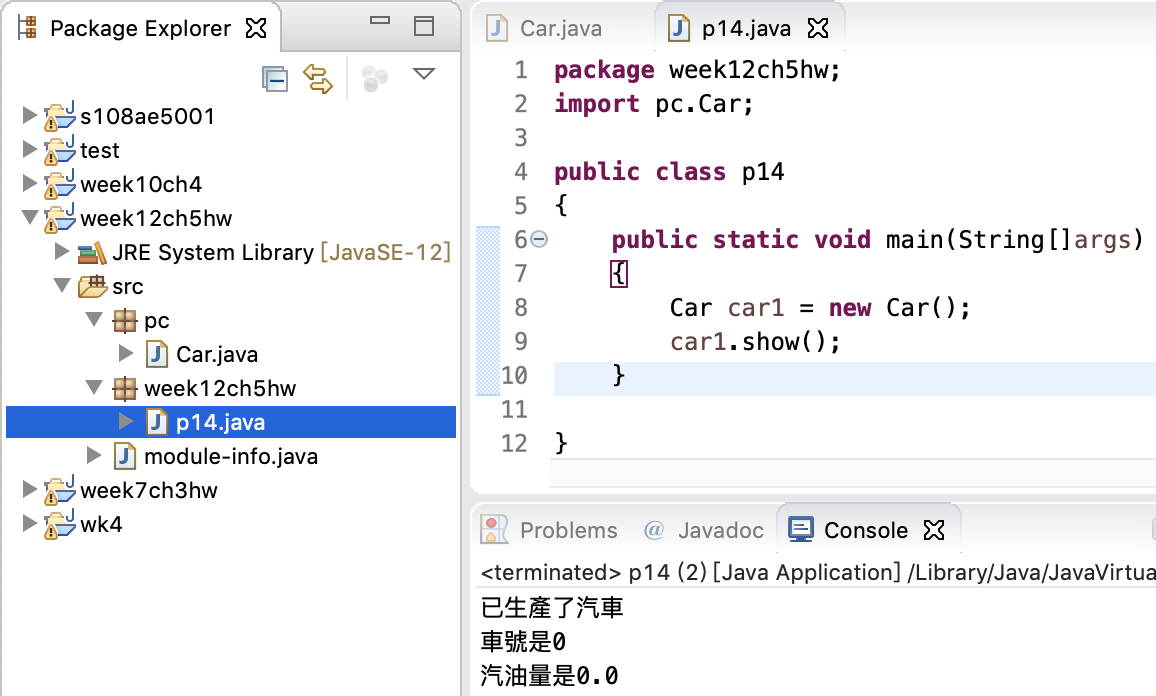 Package Explorer
s108ae5001
test
week10ch4
week12ch5hw
JRE System Library [JavaSE-12]
src
pc
Car.java
week12ch5hw
p14.java
module-info.java
week7ch3hw
wk4
Car.java p14.java
1 package week12ch5hw;
2 import pc.Car;
3
4 public class p14
5 {
6 public static void main(String[]args)
7 {
8 Car car1 = new Car();
9 car1.show();
10 }
11
12 }
Problems @ Javadoc Console
<terminated> p14 (2) [Java Application] /Library/Java/JavaVirtua
已生產了汽車
車號是0
汽油量是0.0